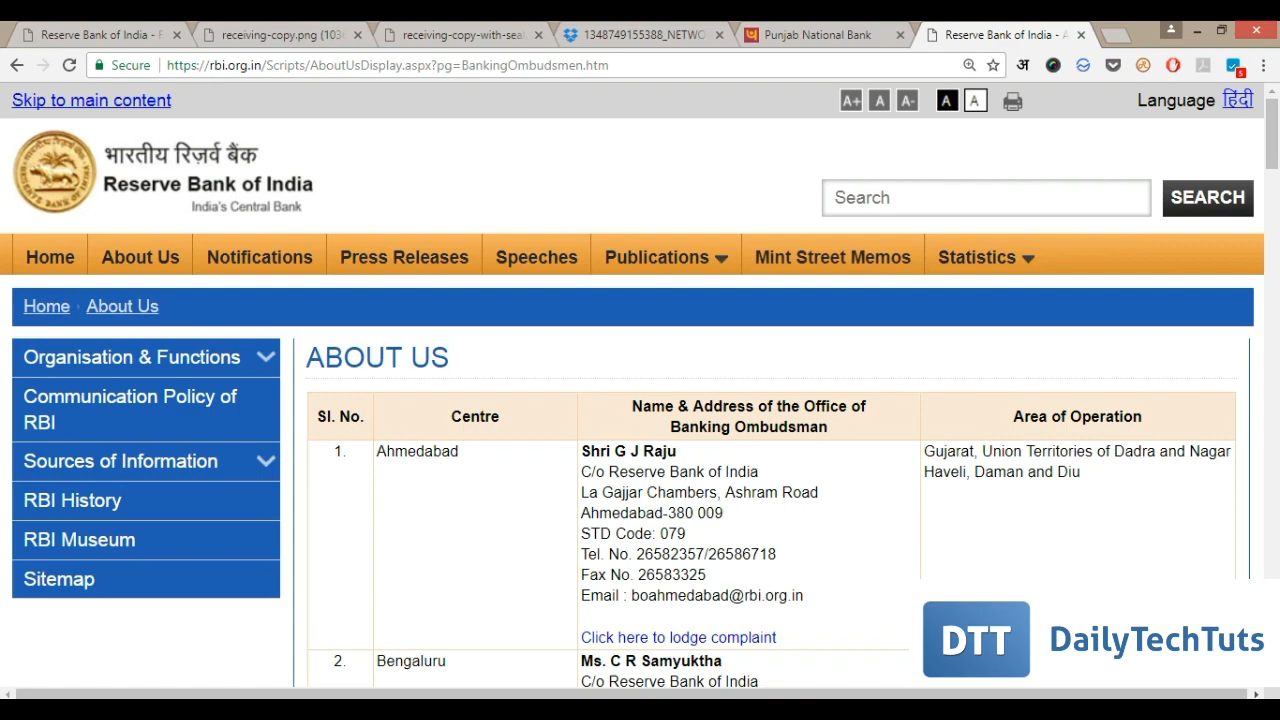 Reserve Bank of India - F
receiving-copy.png (103
receiving-copy-with-seal
1348749155388_NETWO
Punjab National Bank
Reserve Bank of India - A
Secure https://rbi.org.in/Scripts/AboutUsDisplay.aspx?pg=BankingOmbudsmen.htm
अ
5
Skip to main content
A+ A A- A A
Language हिंदी
भारतीय रिज़र्व बैंक
Reserve Bank of India
India's Central Bank
Search SEARCH
Home About Us Notifications Press Releases Speeches Publications Mint Street Memos Statistics
Home About Us
Organisation & Functions
Communication Policy of
RBI
Sources of Information
RBI History
RBI Museum
Sitemap
ABOUT US
Sl. No. Centre Name & Address of the Office of
Banking Ombudsman Area of Operation
1. Ahmedabad Shri G J Raju Gujarat, Union Territories of Dadra and Nagar
C/o Reserve Bank of India Haveli, Daman and Diu
La Gajjar Chambers, Ashram Road
Ahmedabad-380 009
STD Code: 079
Tel. No. 26582357/26586718
Fax No. 26583325
Email : boahmedabad@rbi.org.in
Click here to lodge complaint
2. Bengaluru Ms. C R Samyuktha
C/o Reserve Bank of India
DTT DailyTechTuts